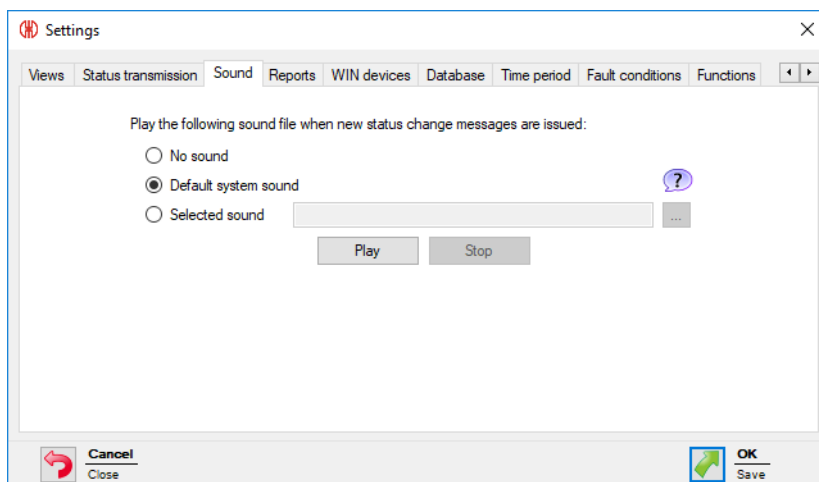 Settings
Views Status transmission Sound Reports WIN devices Database Time period Fault conditions Functions
Play the following sound file when new status change messages are issued:
No sound
Default system sound
?
Selected sound
...
Play Stop
Cancel
Close
OK
Save